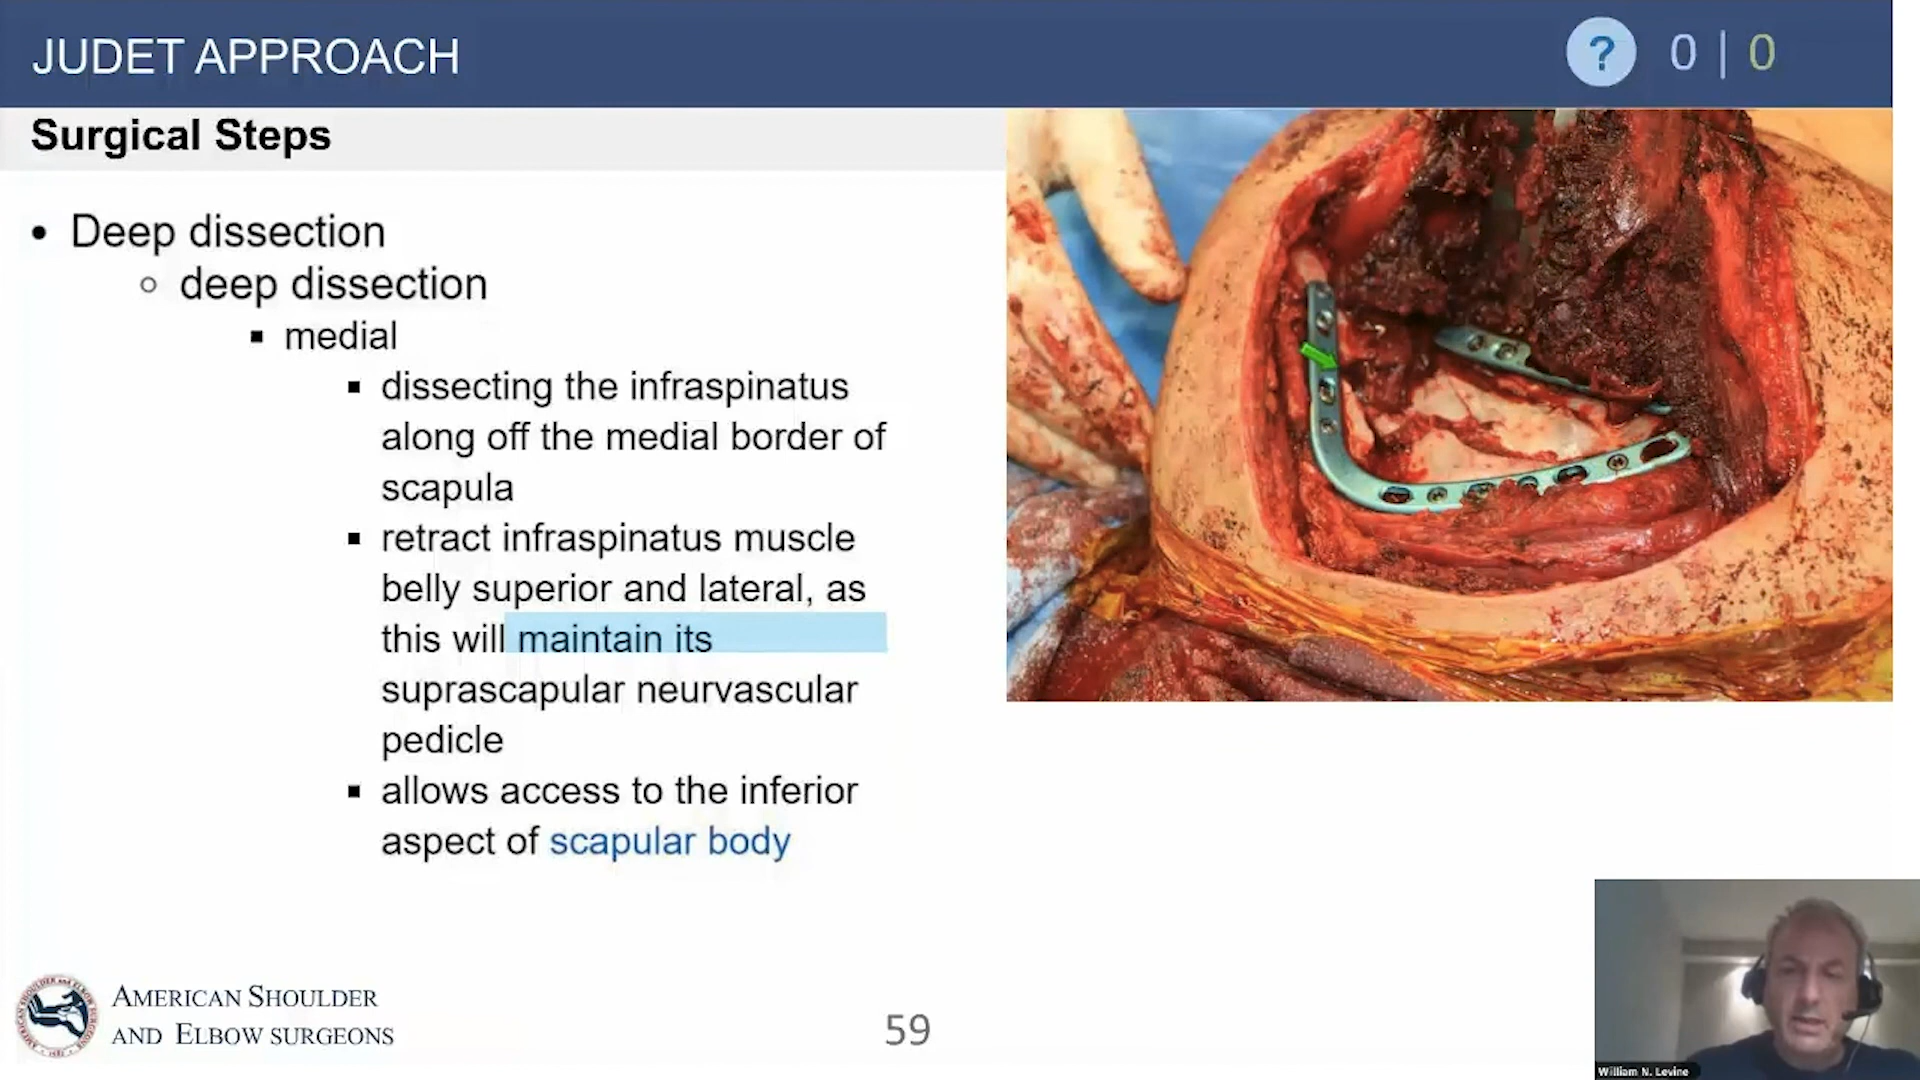 JUDET APPROACH
? 0 | 0
Surgical Steps
• Deep dissection
○ deep dissection
▪ medial
▪ dissecting the infraspinatus
along off the medial border of
scapula
▪ retract infraspinatus muscle
belly superior and lateral, as
this will maintain its
suprascapular neurvascular
pedicle
▪ allows access to the inferior
aspect of scapular body
AMERICAN SHOULDER
AND ELBOW SURGEONS
59
William N. Levine